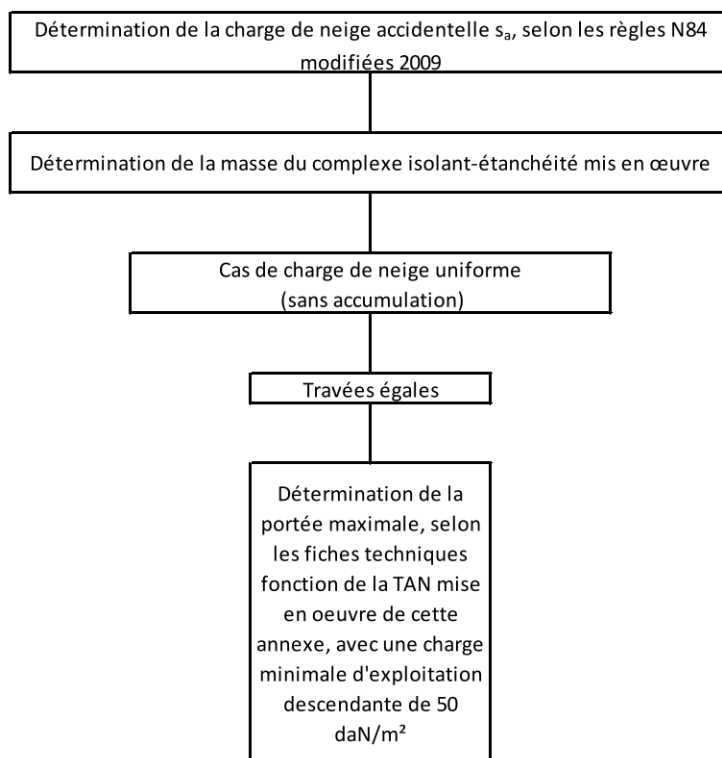 Détermination de la charge de neige accidentelle sa, selon les règles N84
modifiées 2009
Détermination de la masse du complexe isolant-étanchéité mis en œuvre
Cas de charge de neige uniforme
(sans accumulation)
Travées égales
Détermination de la
portée maximale, selon
les fiches techniques
fonction de la TAN mise
en oeuvre de cette
annexe, avec une charge
minimale d'exploitation
descendante de 50
daN/m²